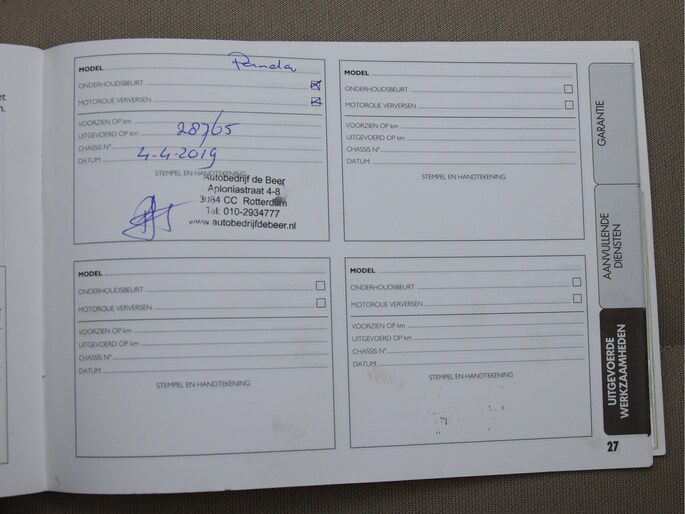 MODEL Panda
ONDERHOUDSBEURT
MOTOROLIE VERVERSEN
VOORZIEN OP km
UITGEVOERD OP km 28765
CHASSIS N°
DATUM 4-4-2019
STEMPEL EN HANDTEKENING
Autobedrijf de Beer
Aploniastraat 4-8
3084 CC Rotterdam
Tel: 010-2934777
www.autobedrijfdebeer.nl
MODEL
ONDERHOUDSBEURT
MOTOROLIE VERVERSEN
VOORZIEN OP km
UITGEVOERD OP km
CHASSIS N°
DATUM
STEMPEL EN HANDTEKENING
MODEL
ONDERHOUDSBEURT
MOTOROLIE VERVERSEN
VOORZIEN OP km
UITGEVOERD OP km
CHASSIS N°
DATUM
STEMPEL EN HANDTEKENING
MODEL
ONDERHOUDSBEURT
MOTOROLIE VERVERSEN
VOORZIEN OP km
UITGEVOERD OP km
CHASSIS N°
DATUM
STEMPEL EN HANDTEKENING
GARANTIE
AANVULLENDE
DIENSTEN
UITGEVOERDE
WERKZAAMHEDEN
27